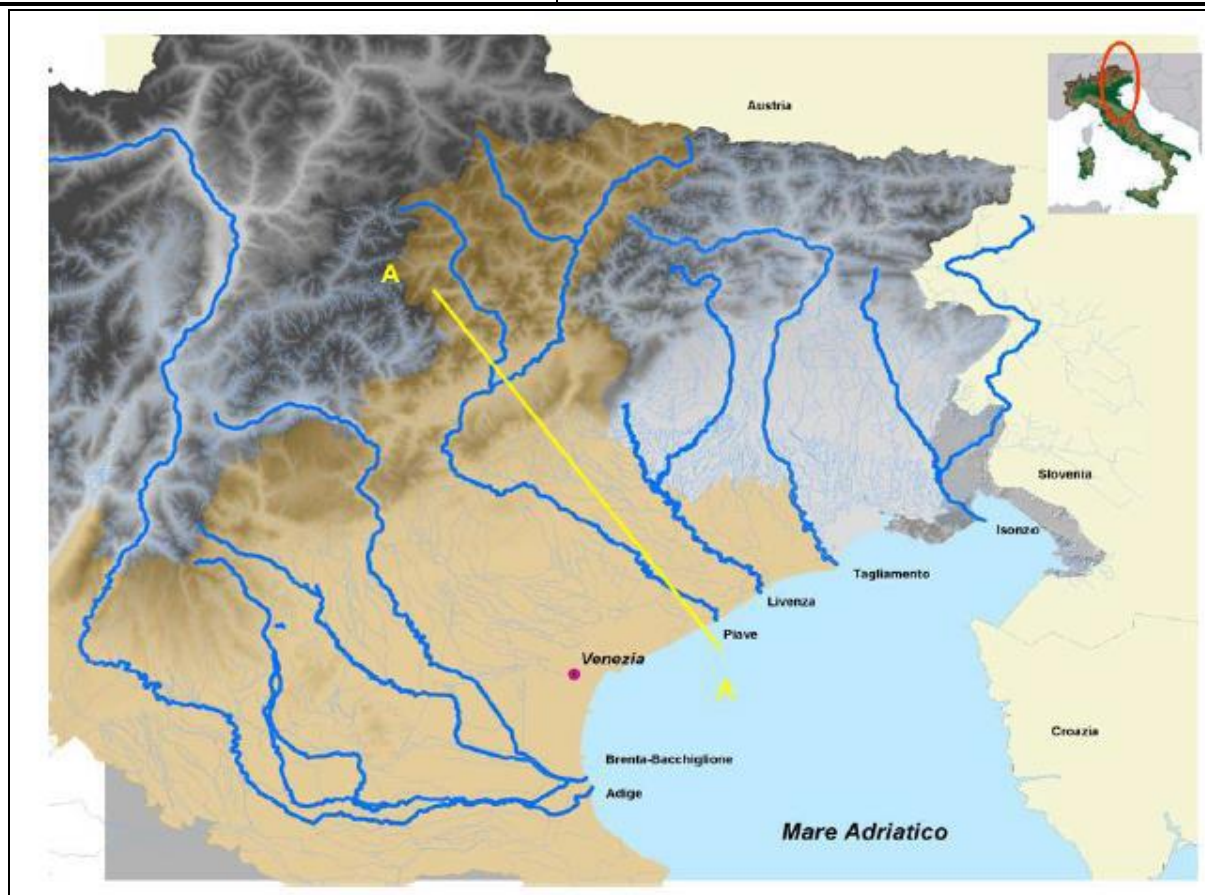 Austria
A
Slovenia
Isonzo
Tagliamento
Livenza
Piave
Venezia
A
Croazia
Brenta-Bacchiglione
Adige
Mare Adriatico